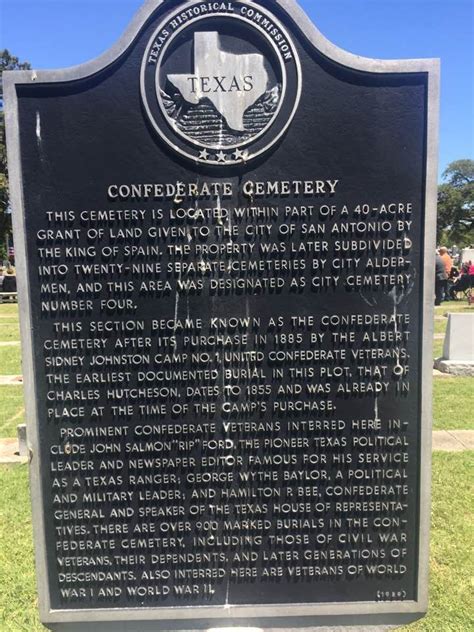 TEXAS HISTORICAL COMMISSION
TEXAS
CONFEDERATE CEMETERY
THIS CEMETERY IS LOCATED WITHIN PART OF A 40-ACRE
GRANT OF LAND GIVEN TO THE CITY OF SAN ANTONIO BY
THE KING OF SPAIN. THE PROPERTY WAS LATER SUBDIVIDED
INTO TWENTY-NINE SEPARATE CEMETERIES BY CITY ALDER-
MEN, AND THIS AREA WAS DESIGNATED AS CITY CEMETERY
NUMBER FOUR.
THIS SECTION BECAME KNOWN AS THE CONFEDERATE
CEMETERY AFTER ITS PURCHASE IN 1885 BY THE ALBERT
SIDNEY JOHNSTON CAMP NO. 1, UNITED CONFEDERATE VETERANS.
THE EARLIEST DOCUMENTED BURIAL IN THIS PLOT, THAT OF
CHARLES HUTCHESON, DATES TO 1855 AND WAS ALREADY IN
PLACE AT THE TIME OF THE CAMP'S PURCHASE.
PROMINENT CONFEDERATE VETERANS INTERRED HERE IN-
CLUDE JOHN SALMON "RIP" FORD, THE PIONEER TEXAS POLITICAL
LEADER AND NEWSPAPER EDITOR FAMOUS FOR HIS SERVICE
AS A TEXAS RANGER; GEORGE WYTHE BAYLOR, A POLITICAL
AND MILITARY LEADER; AND HAMILTON P. BEE, CONFEDERATE
GENERAL AND SPEAKER OF THE TEXAS HOUSE OF REPRESENTA-
TIVES. THERE ARE OVER 900 MARKED BURIALS IN THE CON-
FEDERATE CEMETERY, INCLUDING THOSE OF CIVIL WAR
VETERANS, THEIR DEPENDENTS, AND LATER GENERATIONS OF
DESCENDANTS. ALSO INTERRED HERE ARE VETERANS OF WORLD
WAR I AND WORLD WAR II.
(1989)